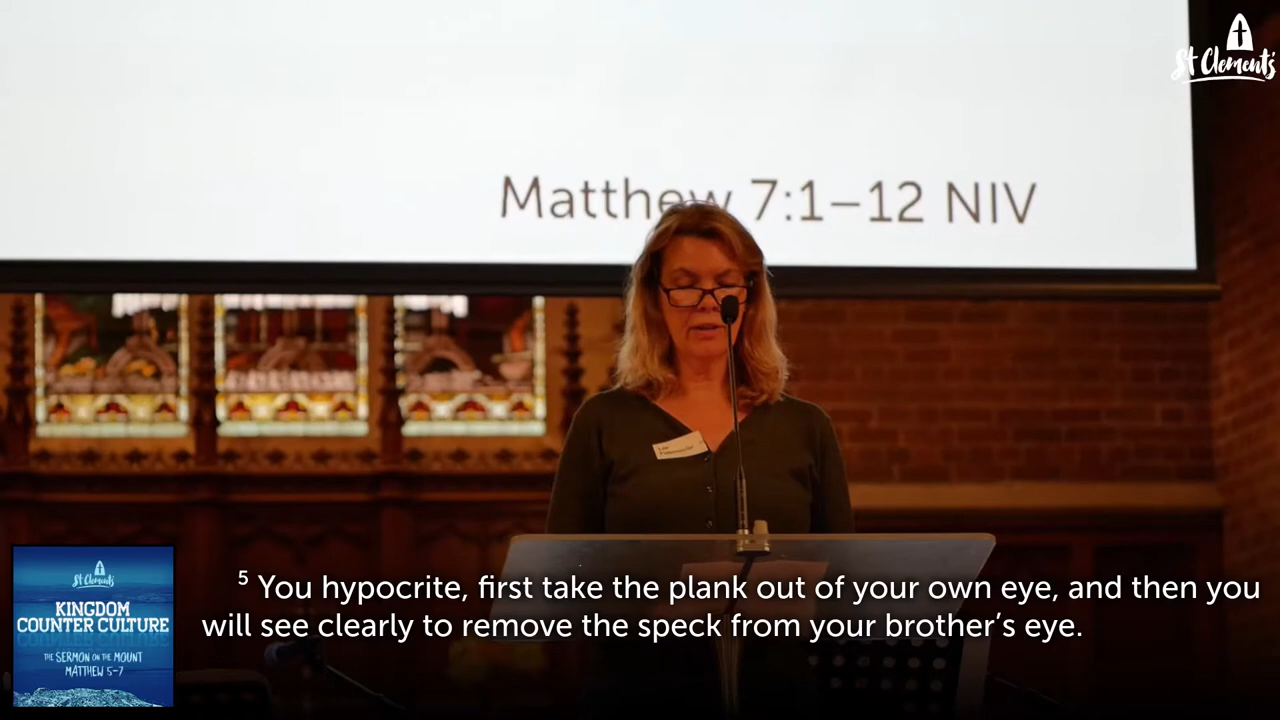 St Clement's
Matthew 7:1–12 NIV
St Clement's
KINGDOM
COUNTER CULTURE
THE SERMON ON THE MOUNT
MATTHEW 5-7
5 You hypocrite, first take the plank out of your own eye, and then you
will see clearly to remove the speck from your brother's eye.